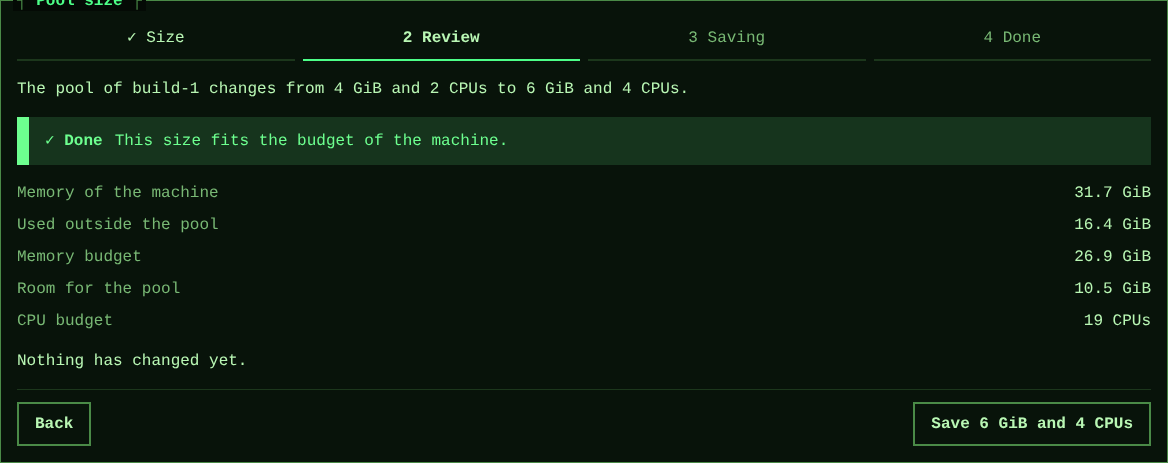 Pool size
✓ Size
2 Review
3 Saving
4 Done
The pool of build-1 changes from 4 GiB and 2 CPUs to 6 GiB and 4 CPUs.
✓ Done This size fits the budget of the machine.
Memory of the machine 31.7 GiB
Used outside the pool 16.4 GiB
Memory budget 26.9 GiB
Room for the pool 10.5 GiB
CPU budget 19 CPUs
Nothing has changed yet.
Back
Save 6 GiB and 4 CPUs